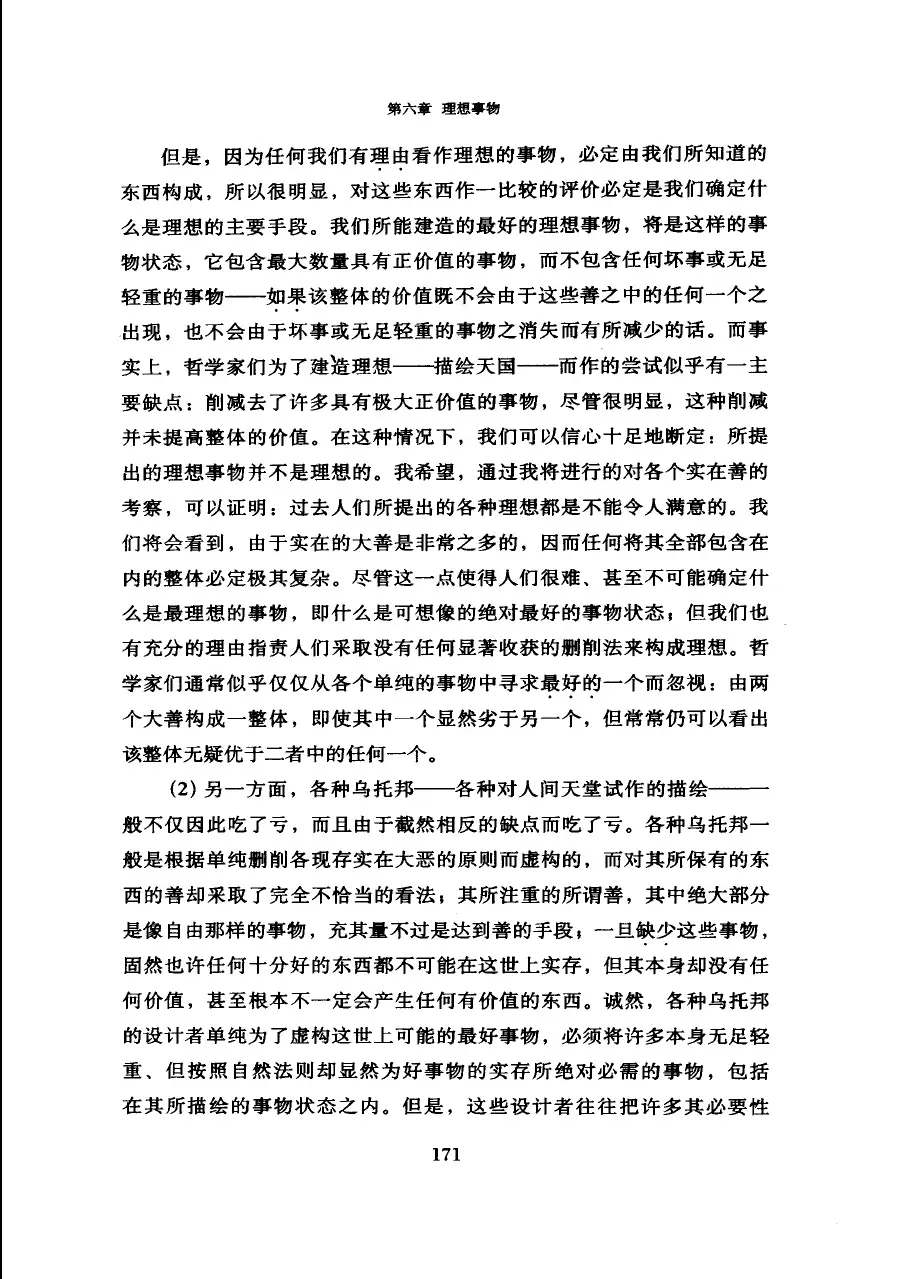 第六章 理想事物
但是，因为任何我们有理由看作理想的事物，必定由我们所知道的
东西构成，所以很明显，对这些东西作一比较的评价必定是我们确定什
么是理想的主要手段。我们所能建造的最好的理想事物，将是这样的事
物状态，它包含最大数量具有正价值的事物，而不包含任何坏事或无足
轻重的事物——如果该整体的价值既不会由于这些善之中的任何一个之
出现，也不会由于坏事或无足轻重的事物之消失而有所减少的话。而事
实上，哲学家们为了建造理想——描绘天国——而作的尝试似乎有一主
要缺点：削减去了许多具有极大正价值的事物，尽管很明显，这种削减
并未提高整体的价值。在这种情况下，我们可以信心十足地断定：所提
出的理想事物并不是理想的。我希望，通过我将进行的对各个实在善的
考察，可以证明：过去人们所提出的各种理想都是不能令人满意的。我
们将会看到，由于实在的大善是非常之多的，因而任何将其全部包含在
内的整体必定极其复杂。尽管这一点使得人们很难、甚至不可能确定什
么是最理想的事物，即什么是可想像的绝对最好的事物状态；但我们也
有充分的理由指责人们采取没有任何显著收获的删削法来构成理想。哲
学家们通常似乎仅仅从各个单纯的事物中寻求最好的一个而忽视：由两
个大善构成一整体，即使其中一个显然劣于另一个，但常常仍可以看出
该整体无疑优于二者中的任何一个。
(2) 另一方面，各种乌托邦——各种对人间天堂试作的描绘———一
般不仅因此吃了亏，而且由于截然相反的缺点而吃了亏。各种乌托邦一
般是根据单纯删削各现存实在大恶的原则而虚构的，而对其所保有的东
西的善却采取了完全不恰当的看法；其所注重的所谓善，其中绝大部分
是像自由那样的事物，充其量不过是达到善的手段；一旦缺少这些事物，
固然也许任何十分好的东西都不可能在这世上实存，但其本身却没有任
何价值，甚至根本不一定会产生任何有价值的东西。诚然，各种乌托邦
的设计者单纯为了虚构这世上可能的最好事物，必须将许多本身无足轻
重、但按照自然法则却显然为好事物的实存所绝对必需的事物，包括
在其所描绘的事物状态之内。但是，这些设计者往往把许多其必要性
171